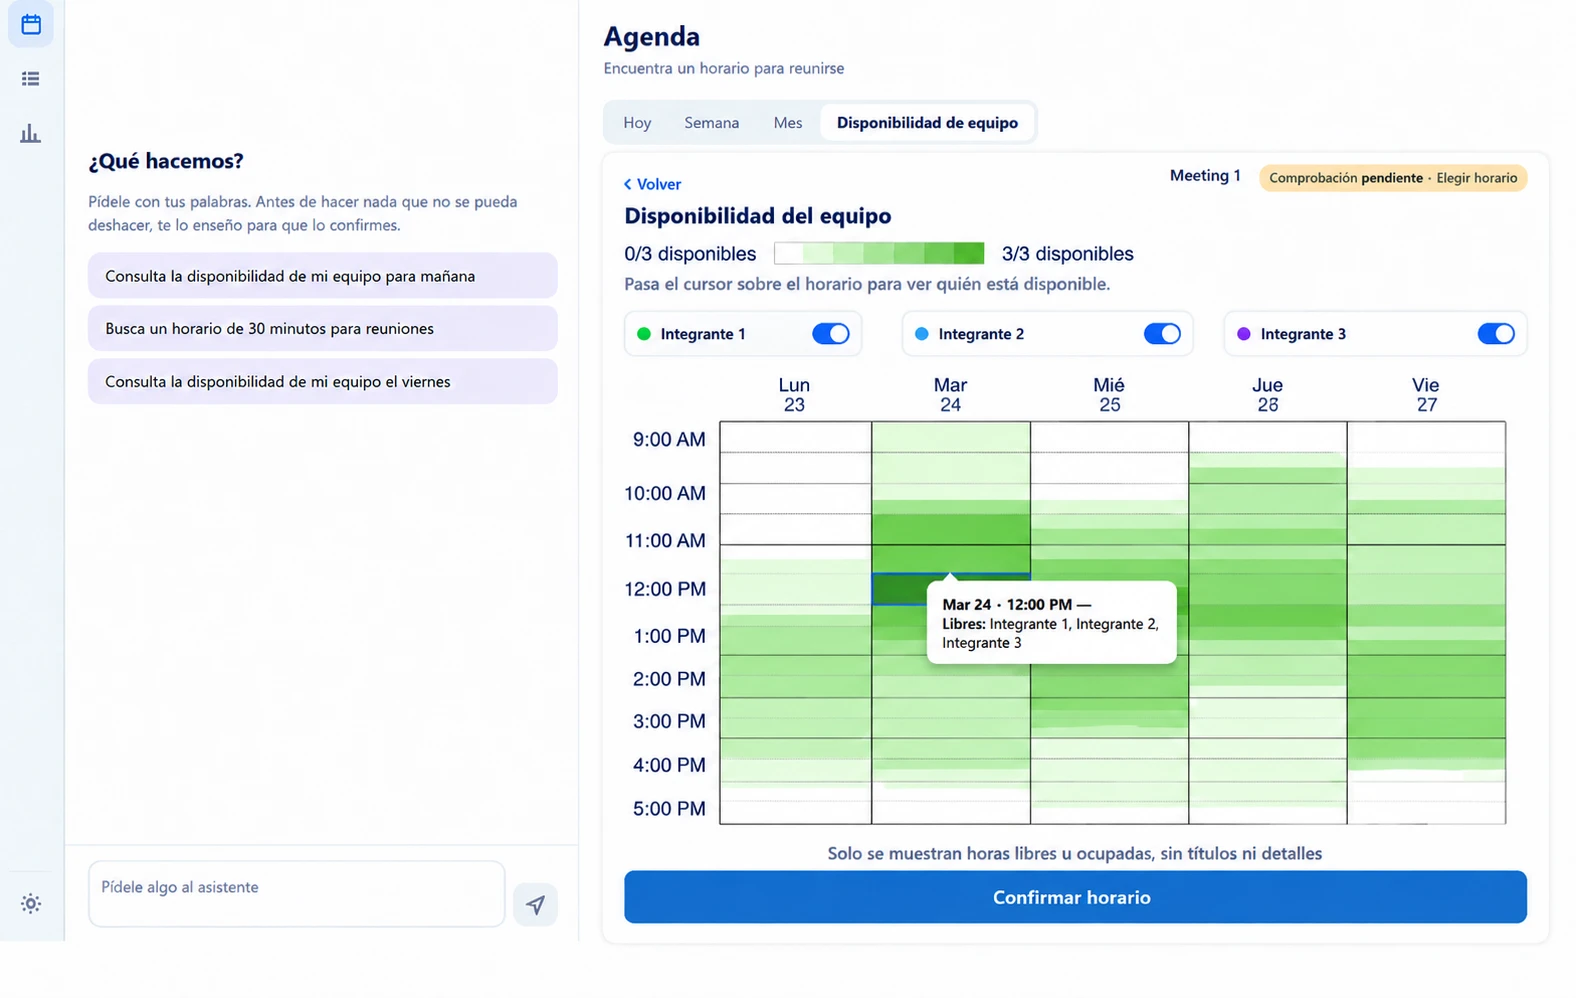 ¿Qué hacemos?
Pídele con tus palabras. Antes de hacer nada que no se pueda
deshacer, te lo enseño para que lo confirmes.
Consulta la disponibilidad de mi equipo para mañana
Busca un horario de 30 minutos para reuniones
Consulta la disponibilidad de mi equipo el viernes
Pídele algo al asistente
Agenda
Encuentra un horario para reunirse
Hoy Semana Mes Disponibilidad de equipo
Volver
Meeting 1
Comprobación pendiente · Elegir horario
Disponibilidad del equipo
0/3 disponibles 3/3 disponibles
Pasa el cursor sobre el horario para ver quién está disponible.
Integrante 1 Integrante 2 Integrante 3
Lun Mar Mié Jue Vie
23 24 25 28 27
9:00 AM
10:00 AM
11:00 AM
12:00 PM
1:00 PM
2:00 PM
3:00 PM
4:00 PM
5:00 PM
Mar 24 · 12:00 PM —
Libres: Integrante 1, Integrante 2,
Integrante 3
Solo se muestran horas libres u ocupadas, sin títulos ni detalles
Confirmar horario